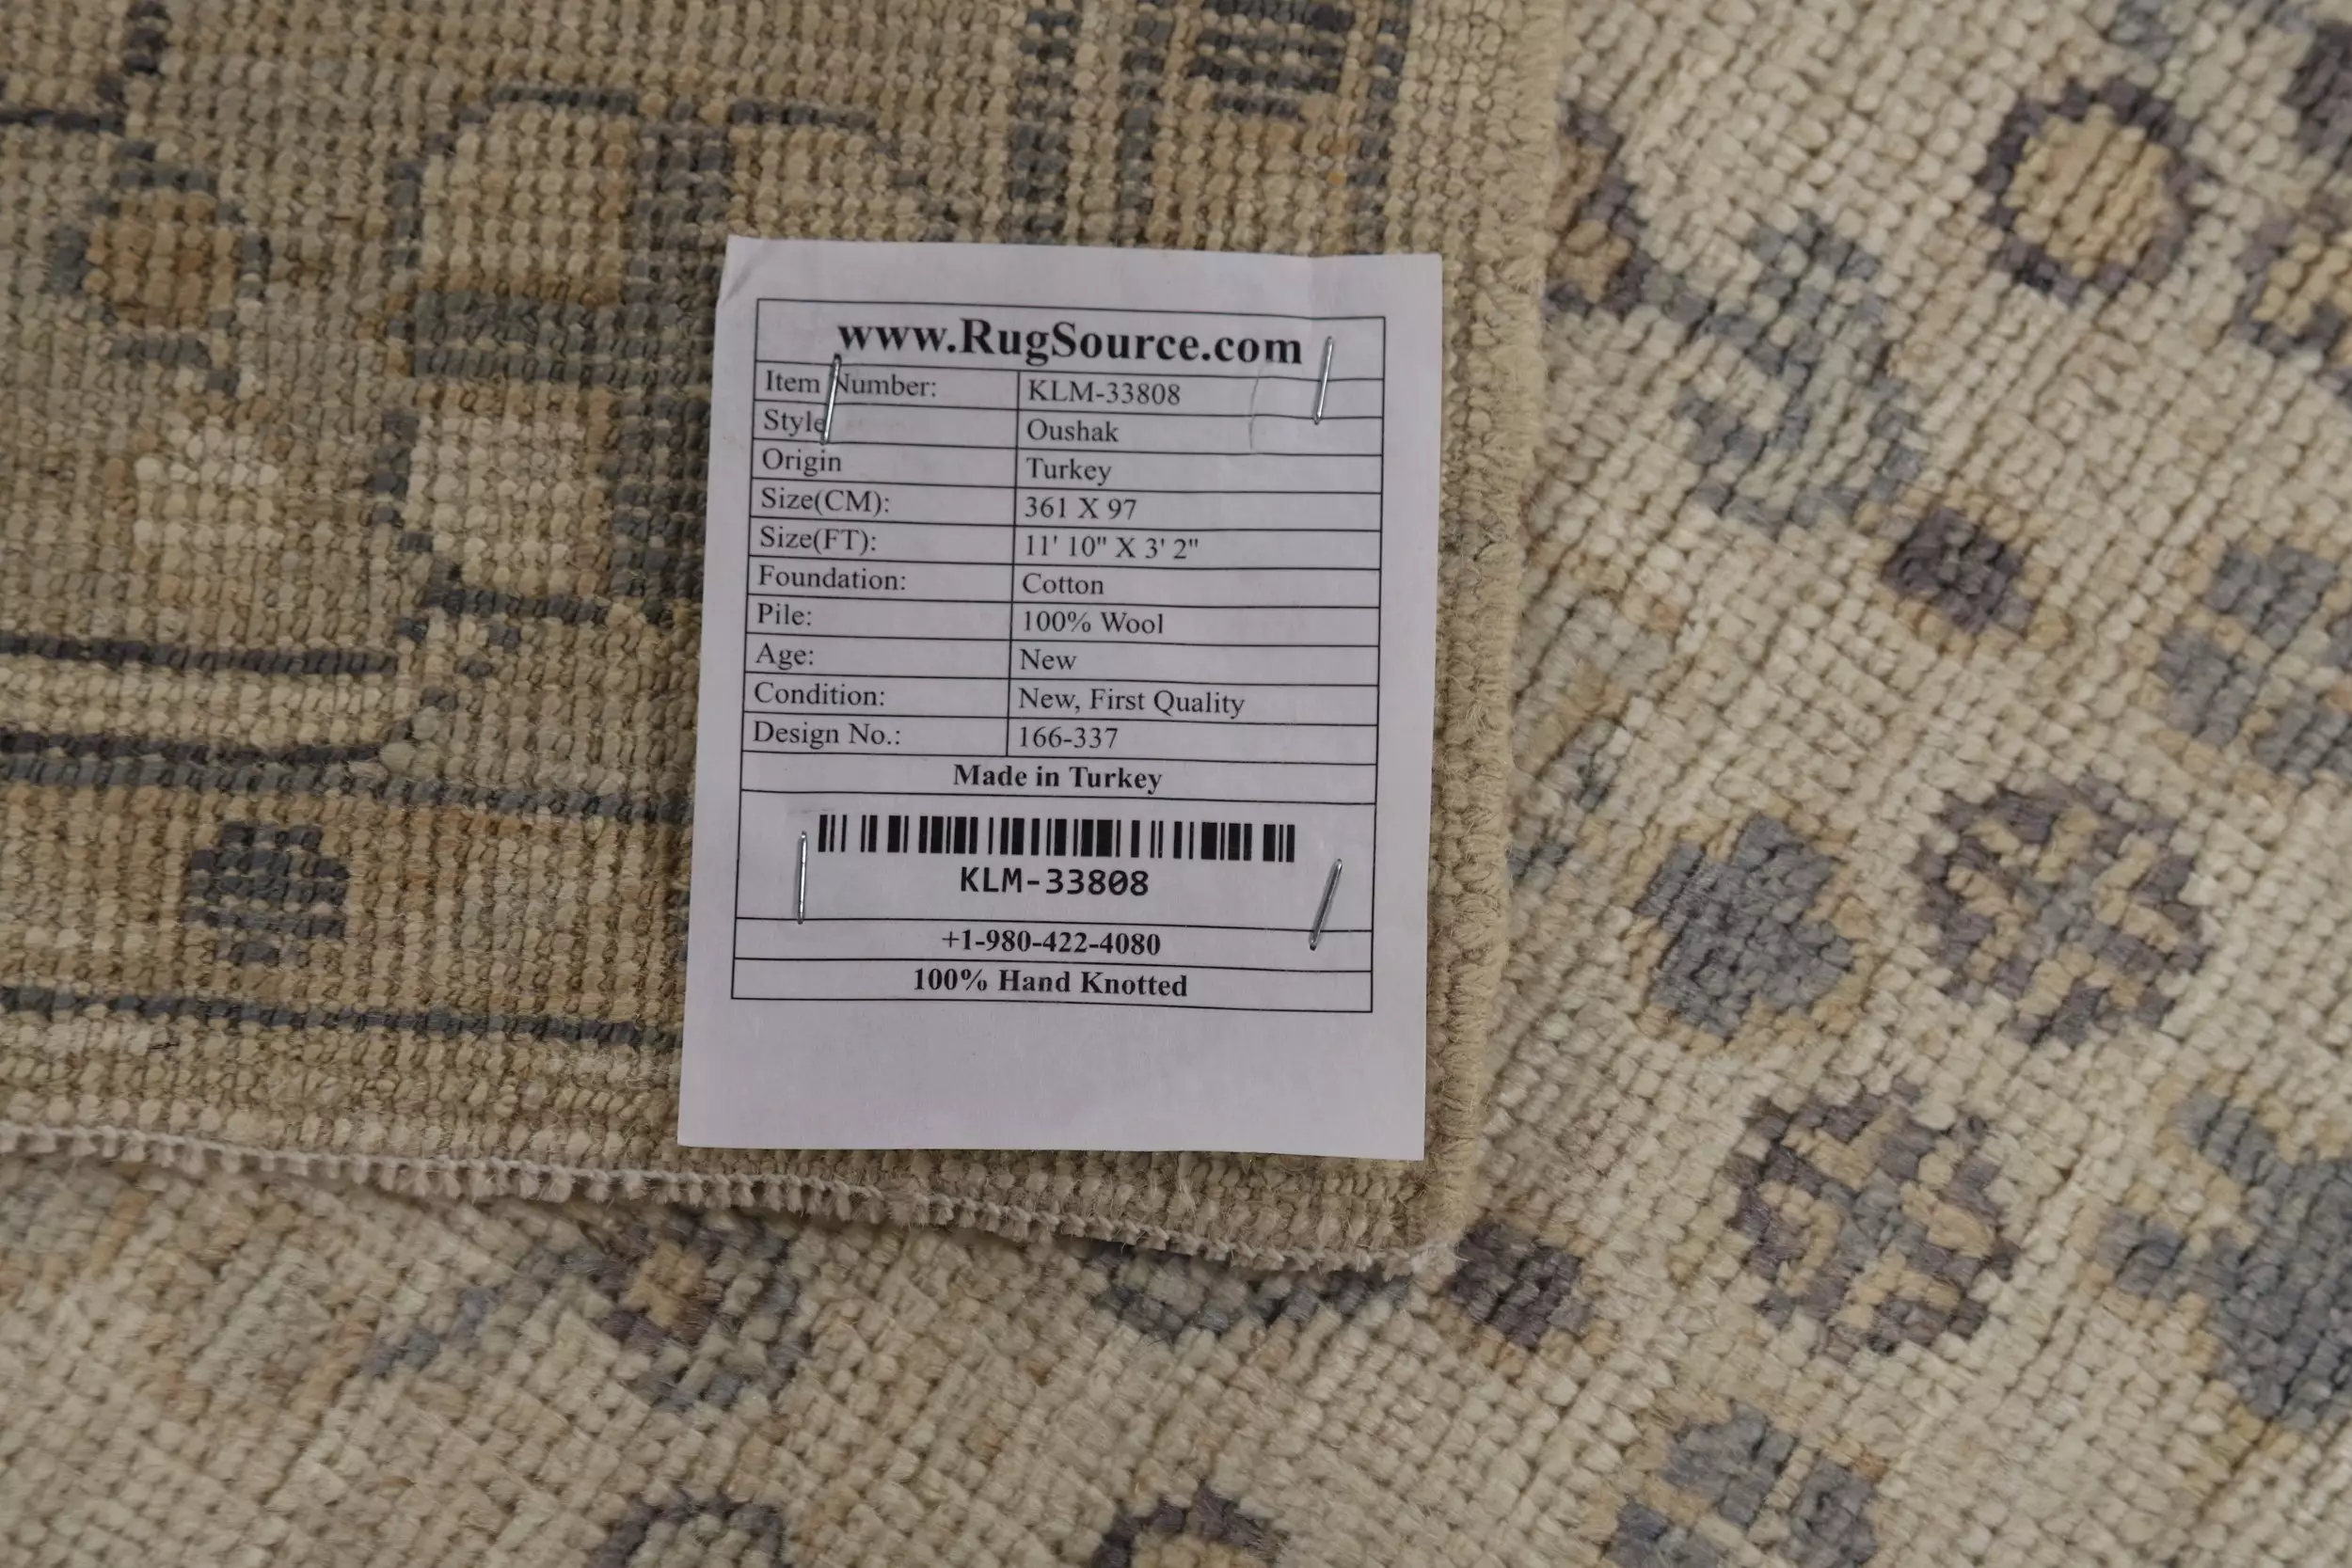 www.RugSource.com
Item Number: KLM-33808
Style Oushak
Origin Turkey
Size(CM): 361 X 97
Size(FT): 11' 10" X 3' 2"
Foundation: Cotton
Pile: 100% Wool
Age: New
Condition: New, First Quality
Design No.: 166-337
Made in Turkey
KLM-33808
+1-980-422-4080
100% Hand Knotted